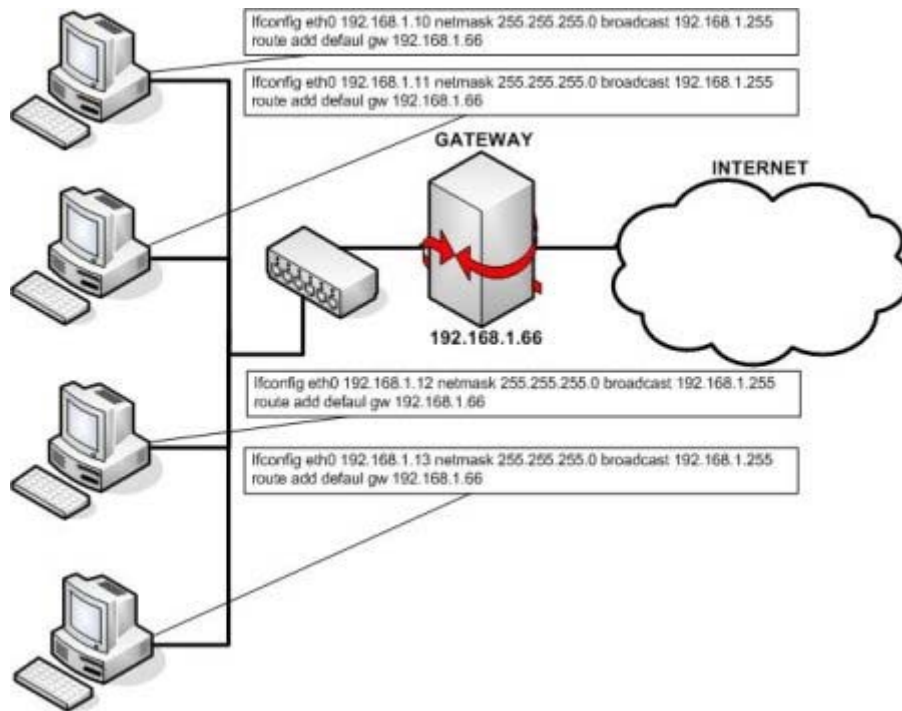 Ifconfig eth0 192.168.1.10 netmask 255.255.255.0 broadcast 192.168.1.255
route add defaul gw 192.168.1.66
Ifconfig eth0 192.168.1.11 netmask 255.255.255.0 broadcast 192.168.1.255
route add defaul gw 192.168.1.66
GATEWAY
INTERNET
192.168.1.66
Ifconfig eth0 192.168.1.12 netmask 255.255.255.0 broadcast 192.168.1.255
route add defaul gw 192.168.1.66
Ifconfig eth0 192.168.1.13 netmask 255.255.255.0 broadcast 192.168.1.255
route add defaul gw 192.168.1.66